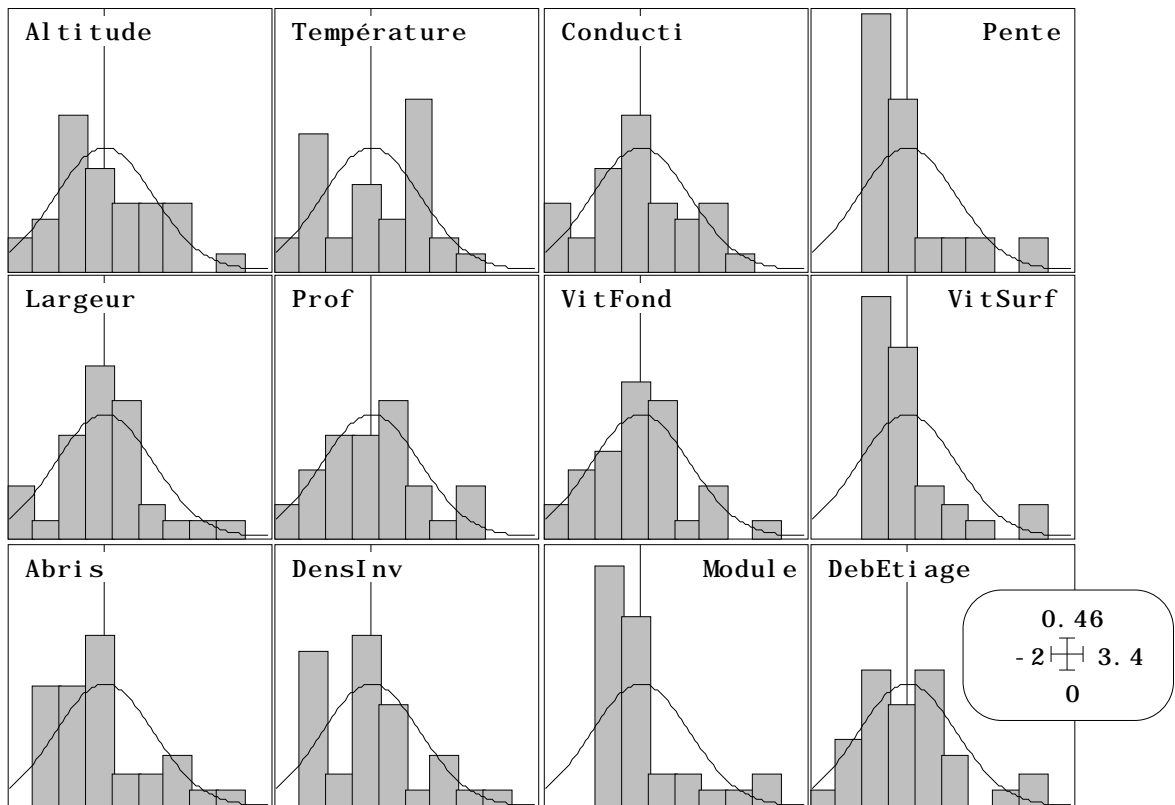 Altitude
Température
Conducti
Pente
Largeur
Prof
VitFond
VitSurf
Abris
DensInv
Module
DebEtiage
0.46
-2
3.4
0